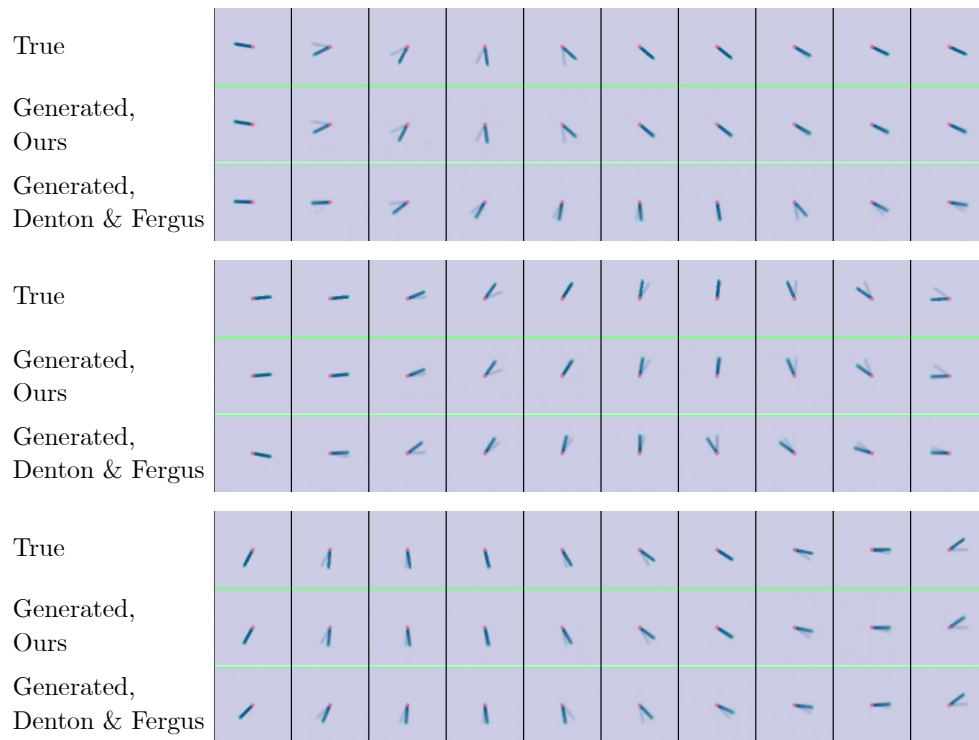 True
Generated,
Ours
Generated,
Denton & Fergus
True
Generated,
Ours
Generated,
Denton & Fergus
True
Generated,
Ours
Generated,
Denton & Fergus